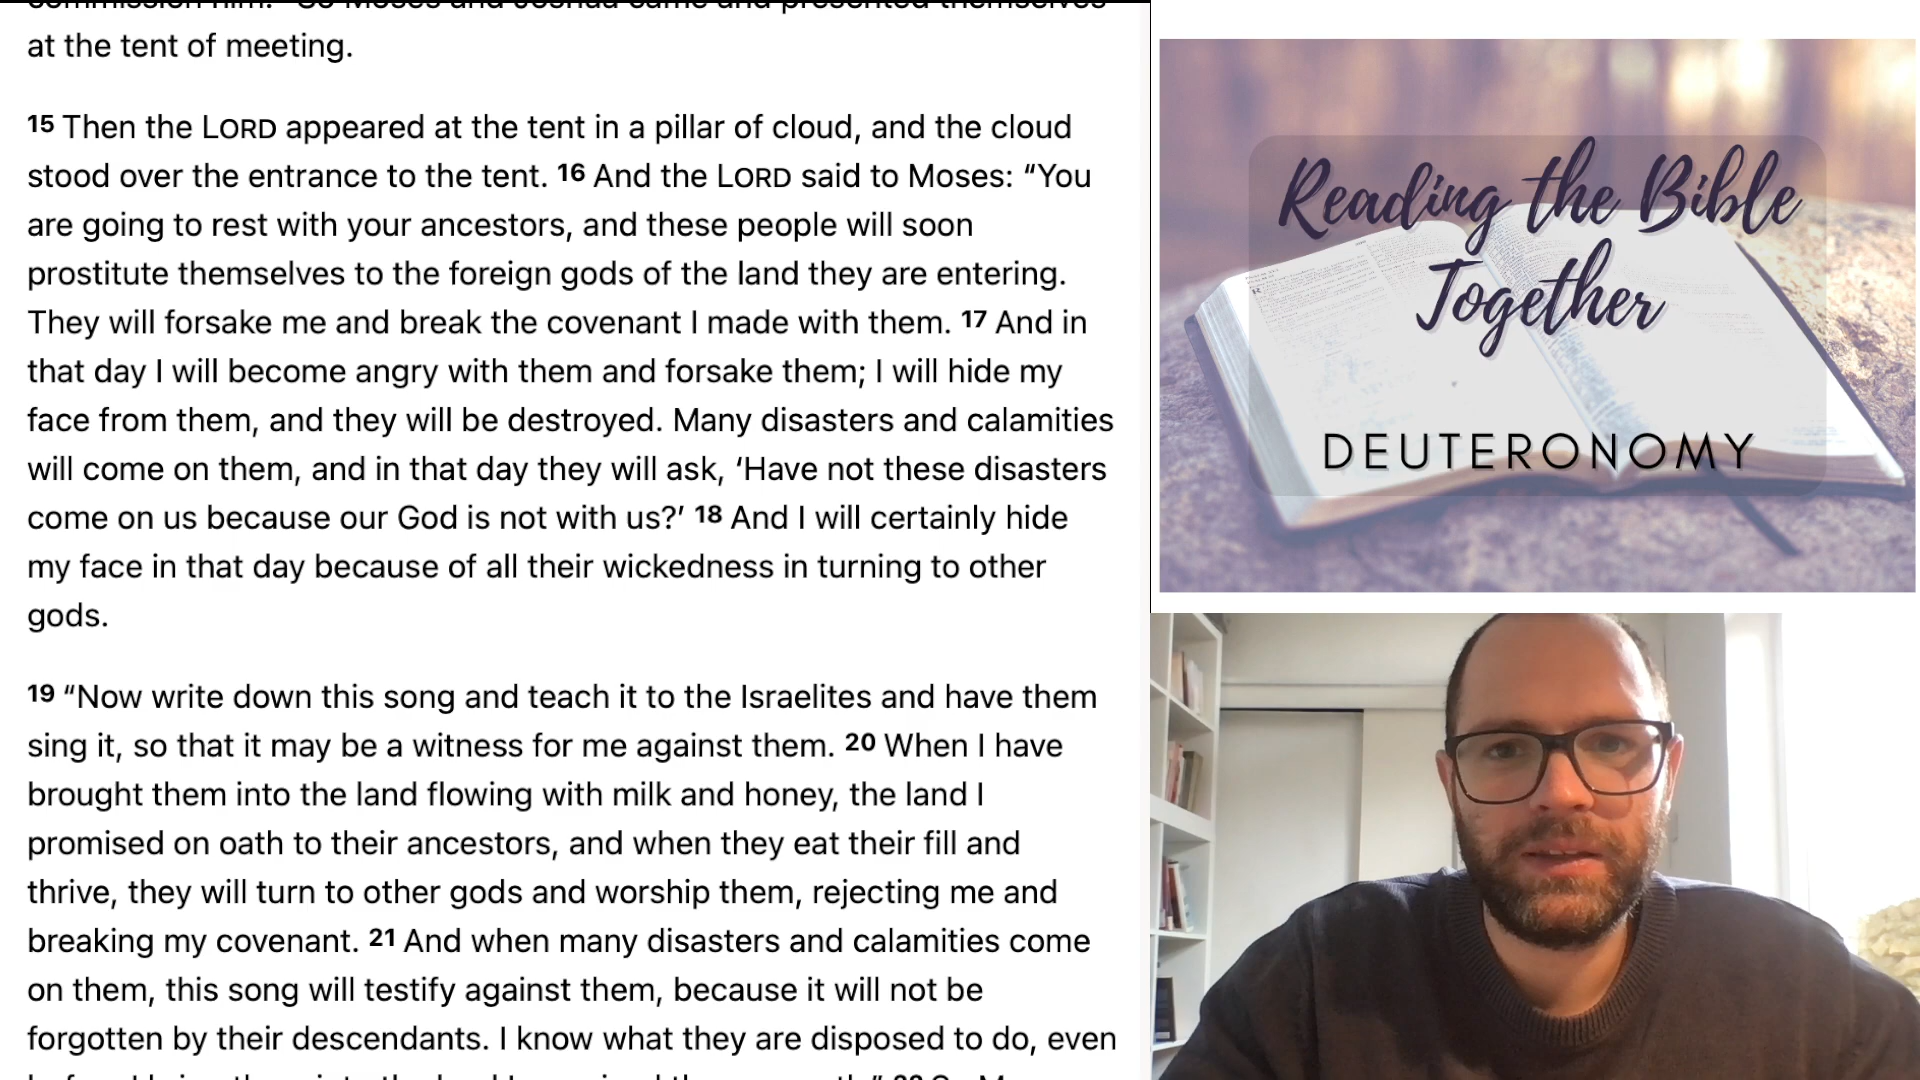 commission him." So Moses and Joshua came and presented themselves
at the tent of meeting.
15 Then the LORD appeared at the tent in a pillar of cloud, and the cloud
stood over the entrance to the tent. 16 And the LORD said to Moses: “You
are going to rest with your ancestors, and these people will soon
prostitute themselves to the foreign gods of the land they are entering.
They will forsake me and break the covenant I made with them. 17 And in
that day I will become angry with them and forsake them; I will hide my
face from them, and they will be destroyed. Many disasters and calamities
will come on them, and in that day they will ask, ‘Have not these disasters
come on us because our God is not with us?’ 18 And I will certainly hide
my face in that day because of all their wickedness in turning to other
gods.
19 “Now write down this song and teach it to the Israelites and have them
sing it, so that it may be a witness for me against them. 20 When I have
brought them into the land flowing with milk and honey, the land I
promised on oath to their ancestors, and when they eat their fill and
thrive, they will turn to other gods and worship them, rejecting me and
breaking my covenant. 21 And when many disasters and calamities come
on them, this song will testify against them, because it will not be
forgotten by their descendants. I know what they are disposed to do, even
Reading the Bible
Together
DEUTERONOMY